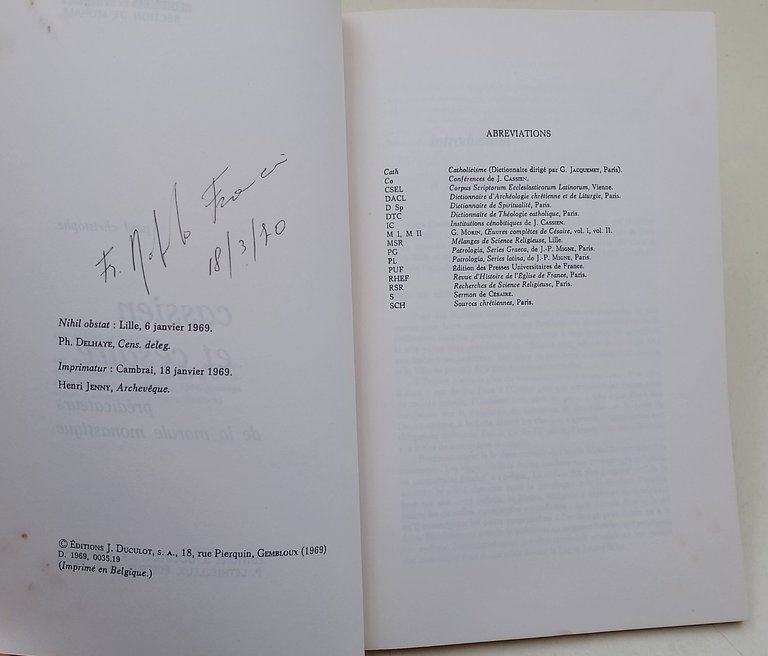 18/3/70
Nihil obstat : Lille, 6 janvier 1969.
Ph. DELHAYE, Cens. deleg.
Imprimatur : Cambrai, 18 janvier 1969.
Henri JENNY, Archevêque.
© ÉDITIONS J. DUCULOT, S. A., 18, rue Pierquin, GEMBLOUX (1969)
D. 1969, 0035.19
(Imprimé en Belgique.)
ABREVIATIONS
Cath Catholicisme (Dictionnaire dirigé par G. JACQUEMET, Paris).
Co Conférences de J. CASSIEN.
CSEL Corpus Scriptorum Ecclesiasticorum Latinorum, Vienne.
DACL Dictionnaire d'Archéologie chrétienne et de Liturgie, Paris.
D Sp Dictionnaire de Spiritualité, Paris.
DTC Dictionnaire de Théologie catholique, Paris.
IC Institutions cénobitiques de J. CASSIEN.
M I, M II G. MORIN, Œuvres complètes de Césaire, vol. I, vol. II.
MSR Mélanges de Science Religieuse, Lille.
PG Patrologia, Series Graeca, de J.-P. MIGNE, Paris.
PL Patrologia, Series latina, de J.-P. MIGNE, Paris.
PUF Edition des Presses Universitaires de France.
RHEF Revue d'Histoire de l'Eglise de France, Paris.
RSR Recherches de Science Religieuse, Paris.
S Sermon de CÉSAIRE.
SCH Sources chrétiennes, Paris.